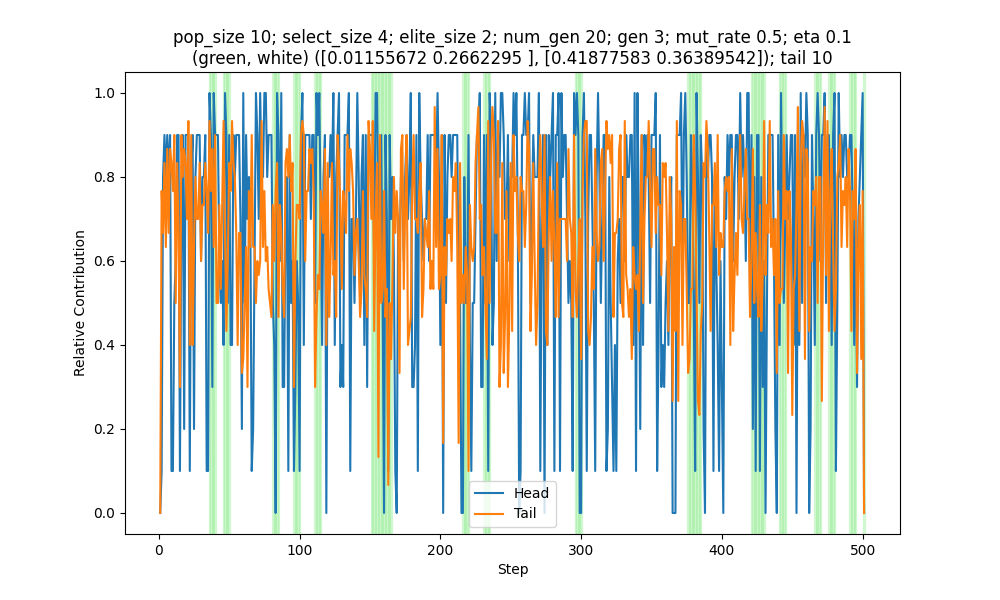 pop_size 10; select_size 4; elite_size 2; num_gen 20; gen 3; mut_rate 0.5; eta 0.1
(green, white) ([0.01155672 0.2662295 ], [0.41877583 0.36389542]); tail 10
1.0
0.8
0.6
0.4
0.2
0.0
Relative Contribution
Head
Tail
0
100
200
300
400
500
Step